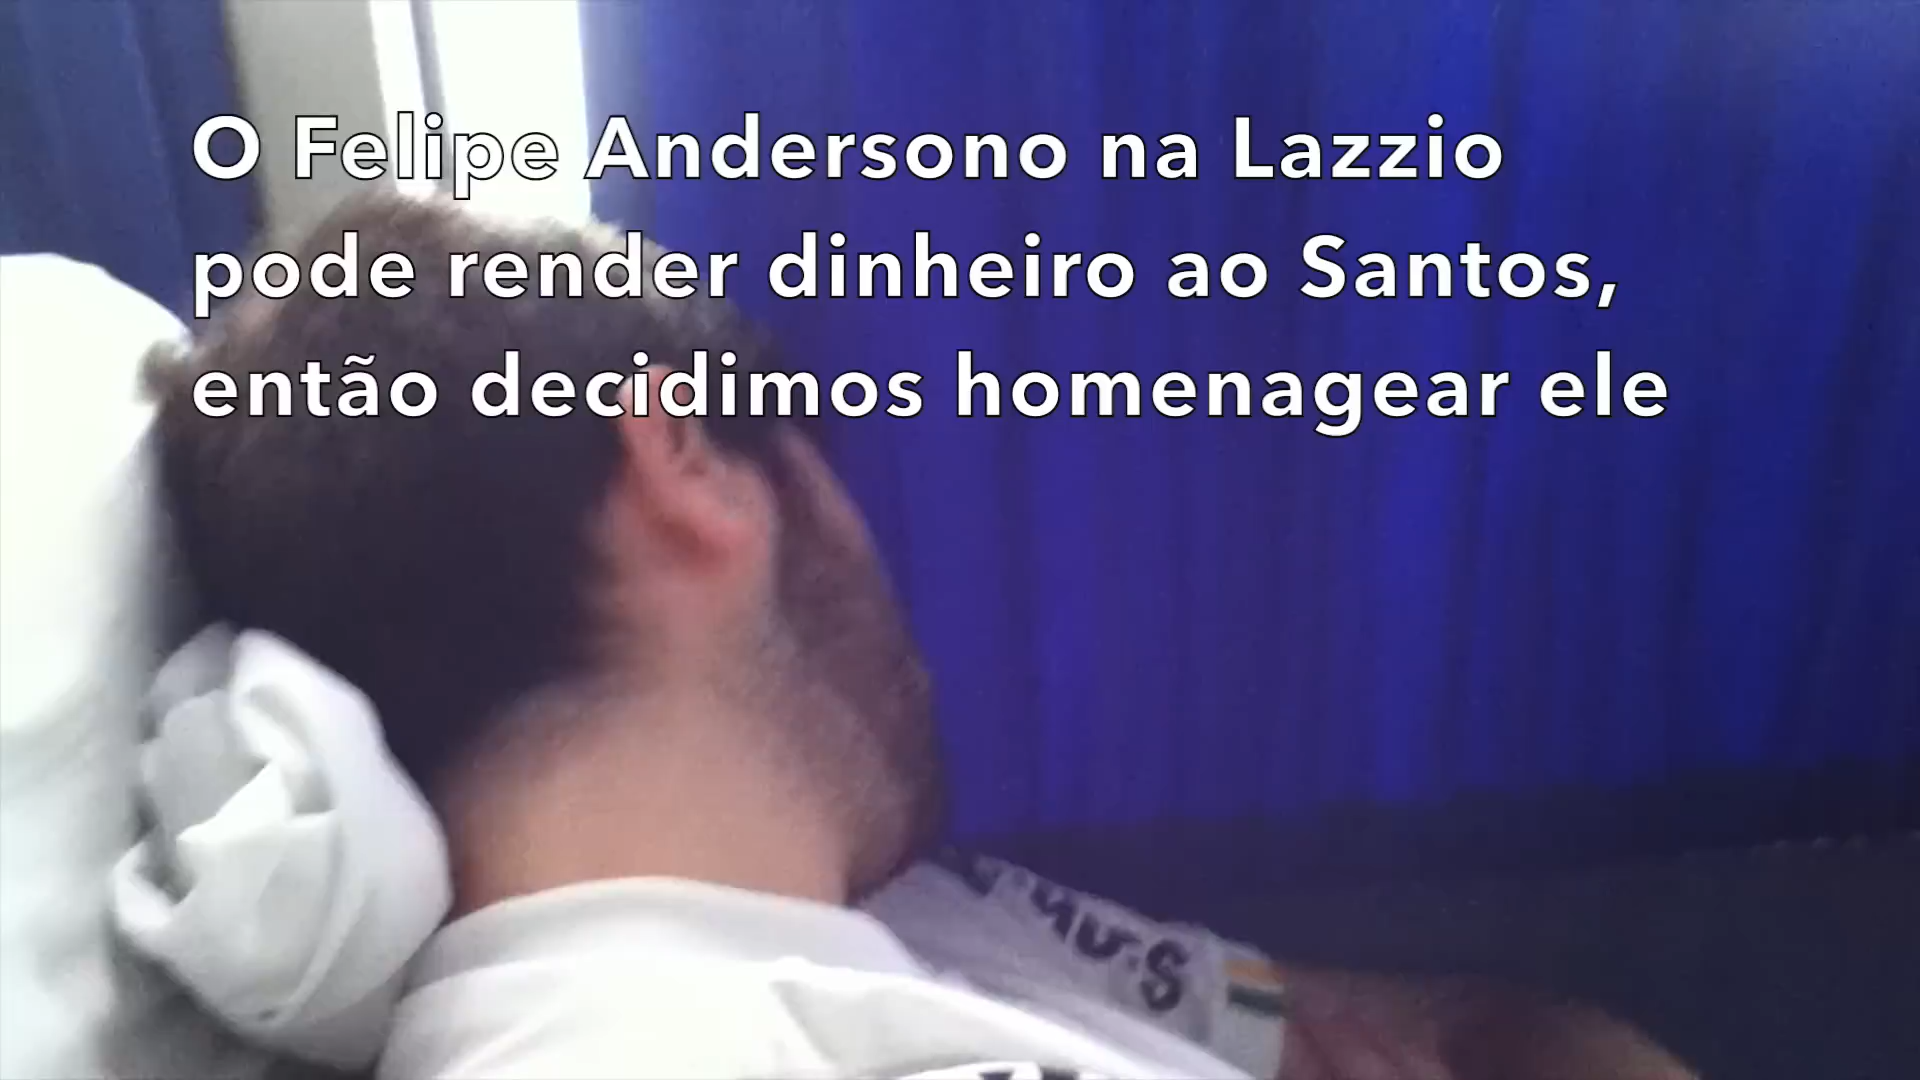 O Felipe Andersono na Lazzio
pode render dinheiro ao Santos,
então decidimos homenagear ele